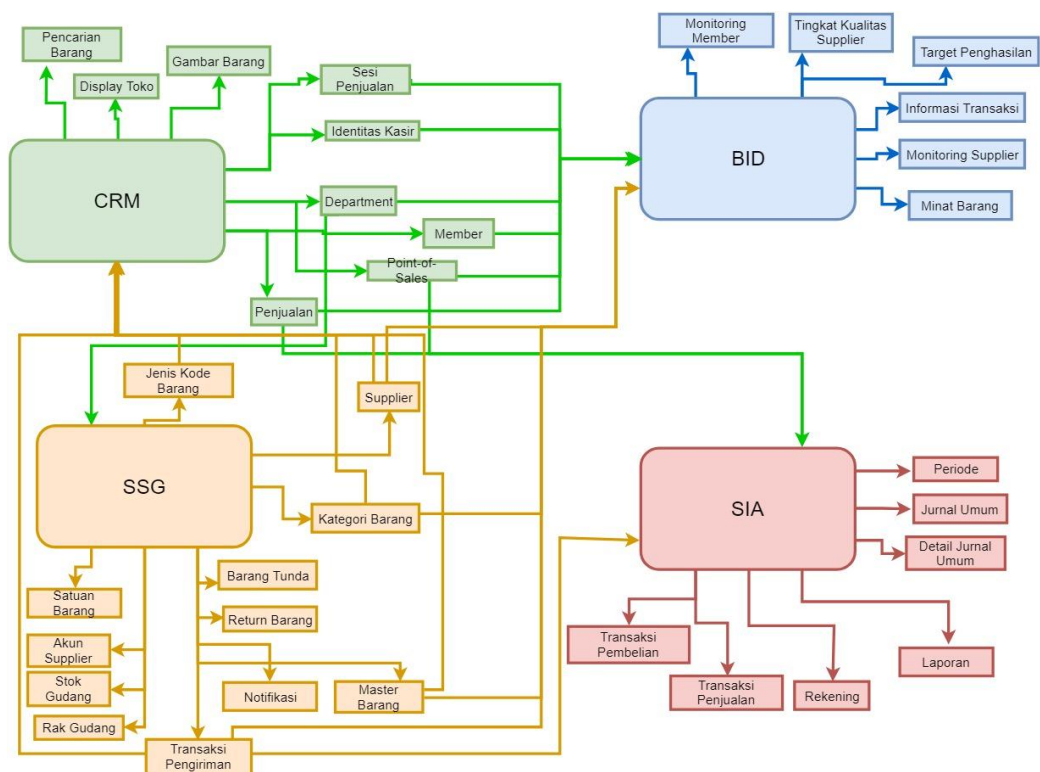 Pencarian
Barang
Display Toko
Gambar Barang
Sesi
Penjualan
Identitas Kasir
CRM
Department
Member
Point-of-
Sales
Penjualan
Monitoring
Member
Tingkat Kualitas
Supplier
Target Penghasilan
BID
Informasi Transaksi
Monitoring Supplier
Minat Barang
Jenis Kode
Barang
Supplier
SSG
Kategori Barang
Satuan
Barang
Akun
Supplier
Stok
Gudang
Rak Gudang
Barang Tunda
Return Barang
Notifikasi
Master
Barang
Transaksi
Pengiriman
SIA
Periode
Jurnal Umum
Detail Jurnal
Umum
Transaksi
Pembelian
Transaksi
Penjualan
Rekening
Laporan